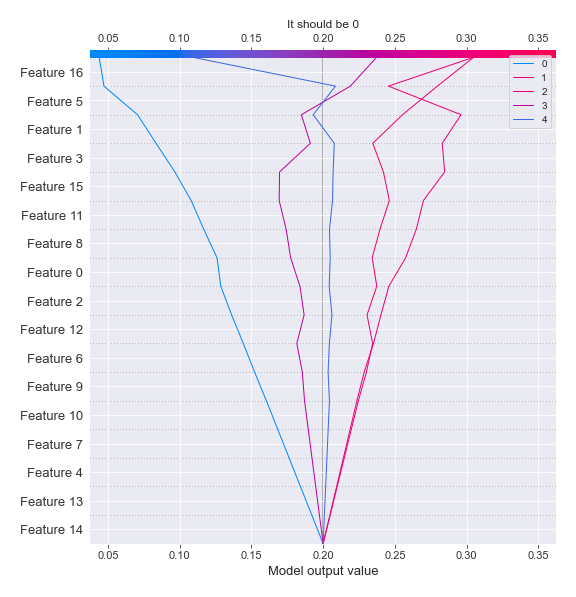 It should be 0
0.05 0.10 0.15 0.20 0.25 0.30 0.35
0
1
2
3
4
Feature 16
Feature 5
Feature 1
Feature 3
Feature 15
Feature 11
Feature 8
Feature 0
Feature 2
Feature 12
Feature 6
Feature 9
Feature 10
Feature 7
Feature 4
Feature 13
Feature 14
0.05 0.10 0.15 0.20 0.25 0.30 0.35
Model output value